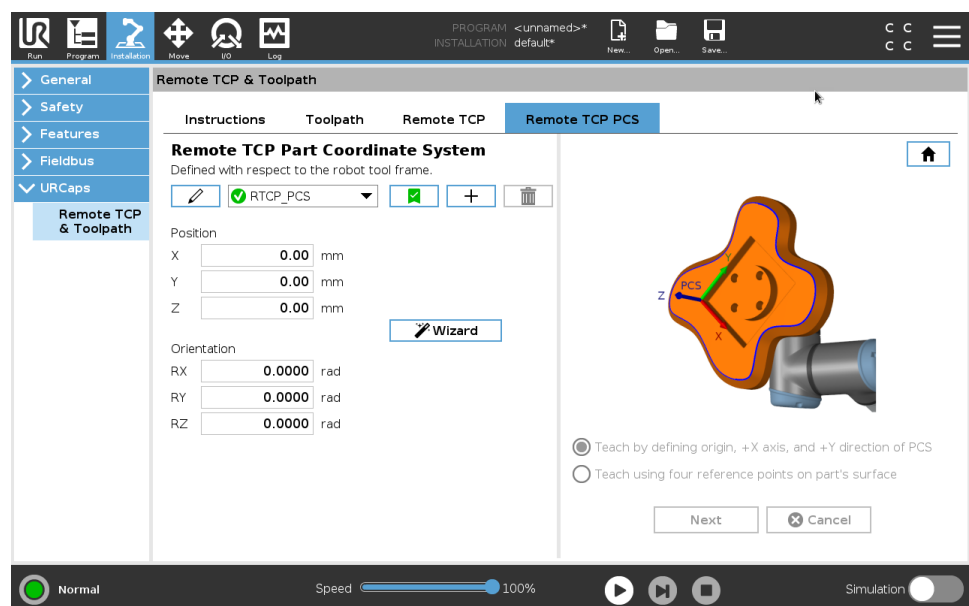 PROGRAM <unnamed>*
INSTALLATION default*
UR
Run
Program
Installation
Move
I/O
Log
New...
Open...
Save...
C C
C C
General
Safety
Features
Fieldbus
URCaps
Remote TCP
& Toolpath
Remote TCP & Toolpath
Instructions Toolpath Remote TCP Remote TCP PCS
Remote TCP Part Coordinate System
Defined with respect to the robot tool frame.
RTCP_PCS
Position
X 0.00 mm
Y 0.00 mm
Z 0.00 mm
Wizard
Orientation
RX 0.0000 rad
RY 0.0000 rad
RZ 0.0000 rad
Y
PCS
Z
X
Teach by defining origin, +X axis, and +Y direction of PCS
Teach using four reference points on part's surface
Next Cancel
Normal
Speed 100%
Simulation